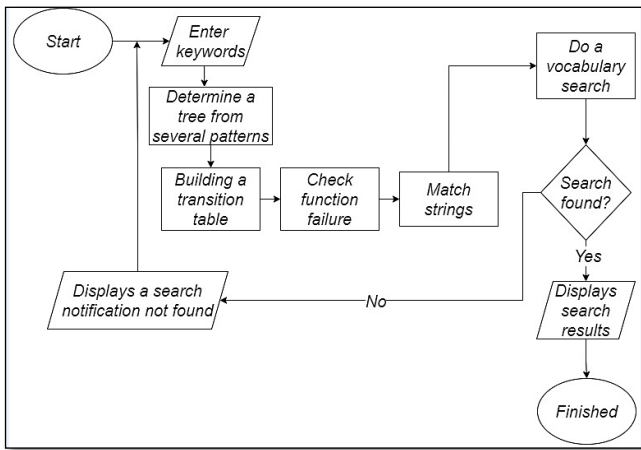 Start
Enter
keywords
Determine a
tree from
several patterns
Building a
transition
table
Check
function
failure
Match
strings
Do a
vocabulary
search
Search
found?
Yes
Displays
search
results
Finished
No
Displays a search
notification not found